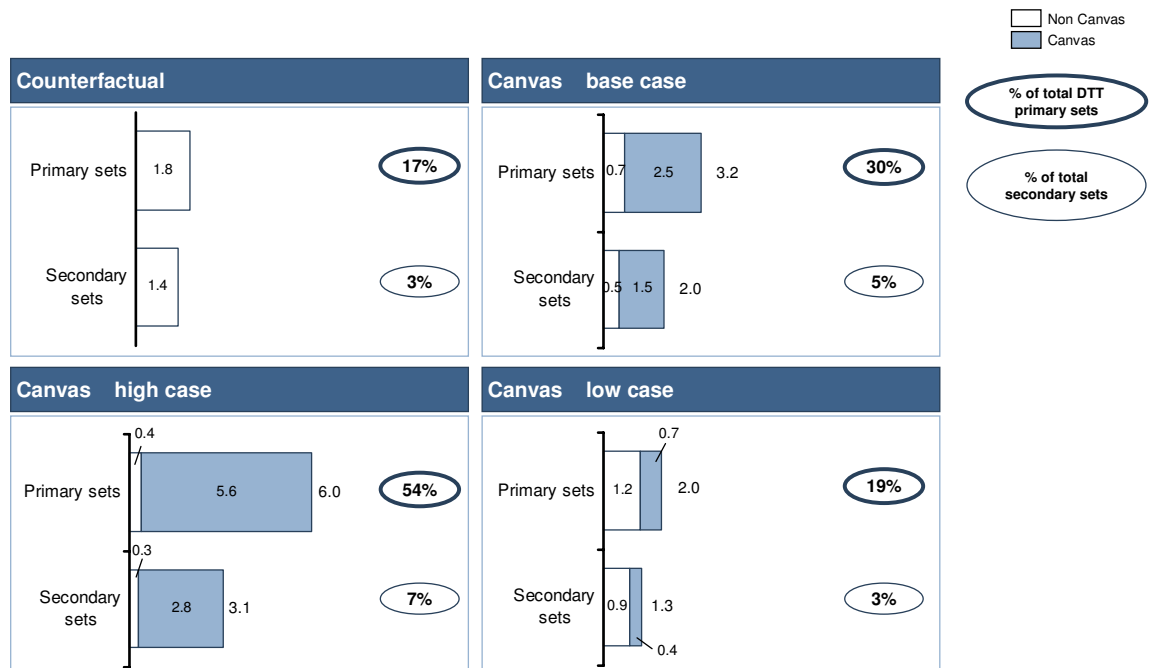 Non Canvas
Canvas
% of total DTT
primary sets
% of total
secondary sets
Counterfactual
Primary sets
1.8
17%
Secondary
sets
1.4
3%
Canvas base case
Primary sets
0.7
2.5
3.2
30%
Secondary
sets
0.5
1.5
2.0
5%
Canvas high case
0.4
Primary sets
5.6
6.0
54%
0.3
Secondary
sets
2.8
3.1
7%
Canvas low case
0.7
Primary sets
1.2
2.0
19%
Secondary
sets
0.9
1.3
3%
0.4